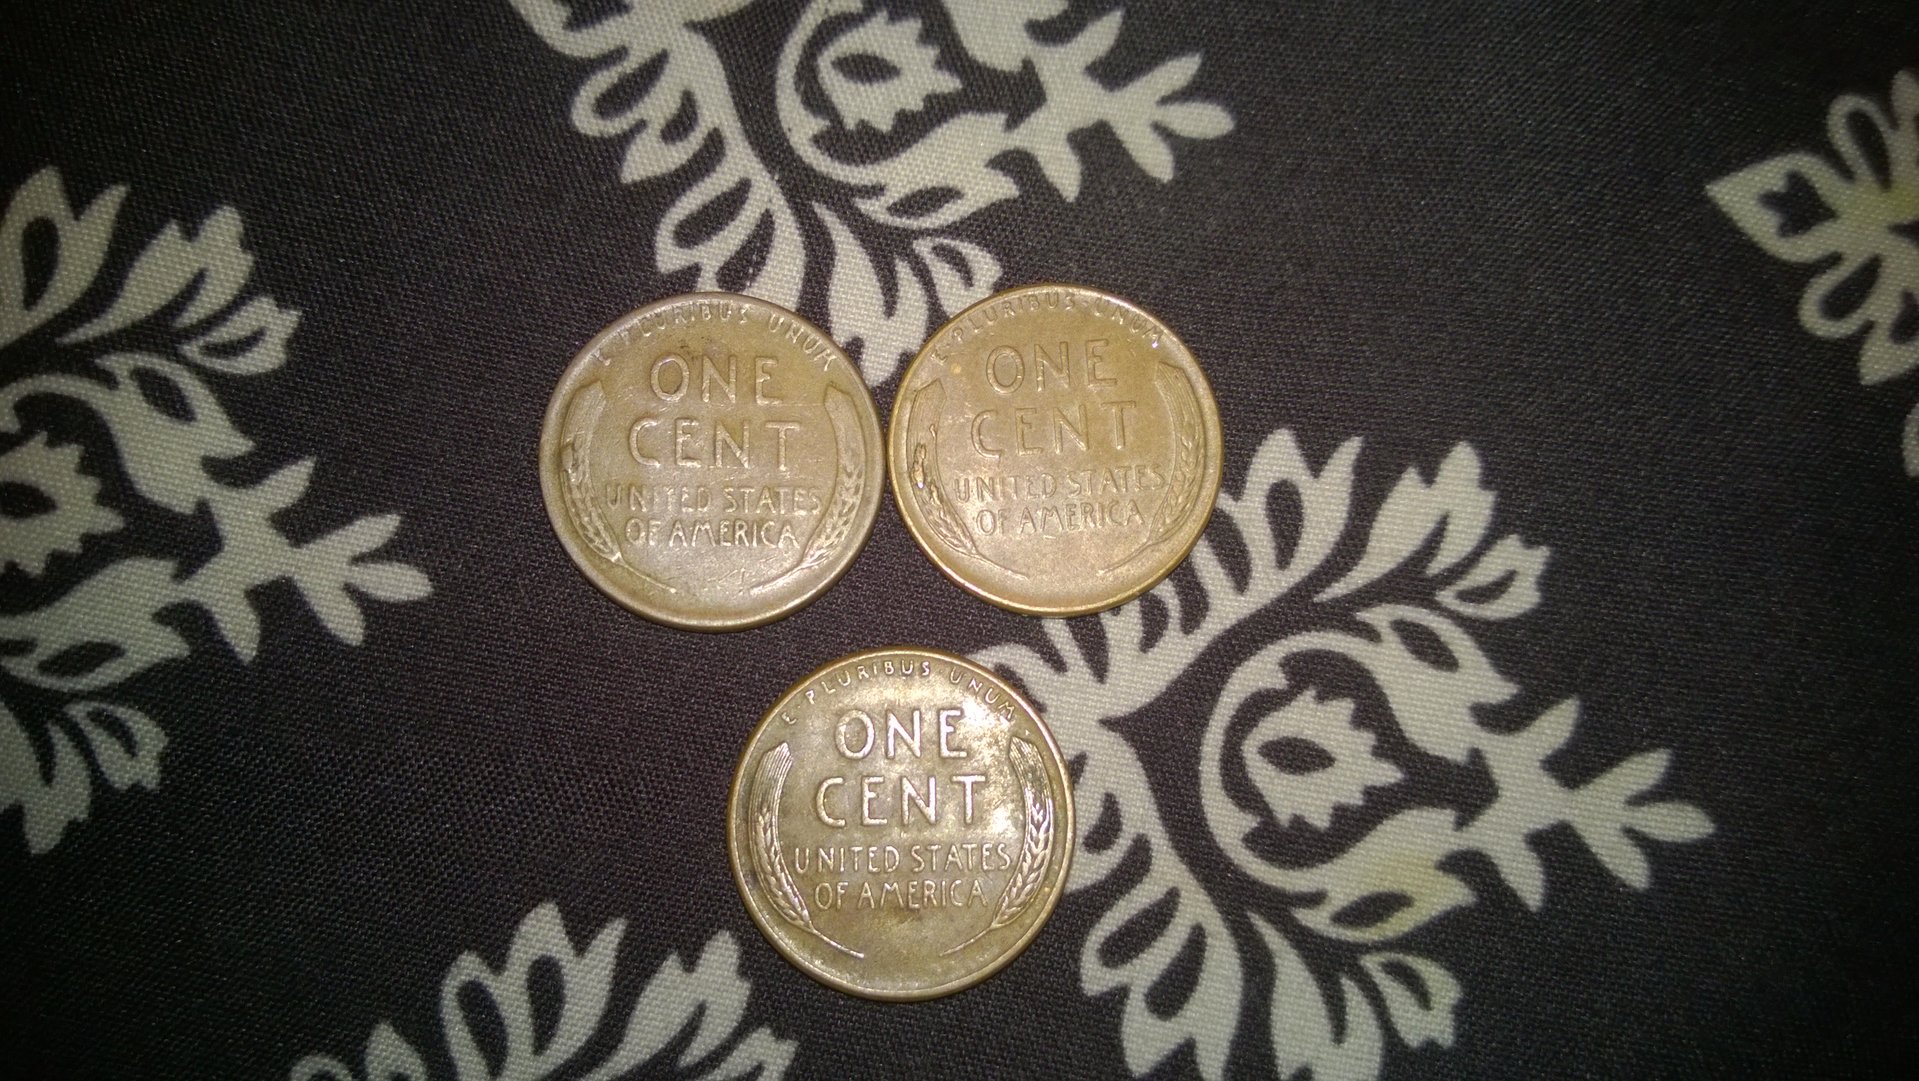 E · PLURIBUS UNUM
ONE
CENT
UNITED STATES
OF AMERICA
E · PLURIBUS UNUM
ONE
CENT
UNITED STATES
OF AMERICA
E · PLURIBUS UNUM
ONE
CENT
UNITED STATES
OF AMERICA